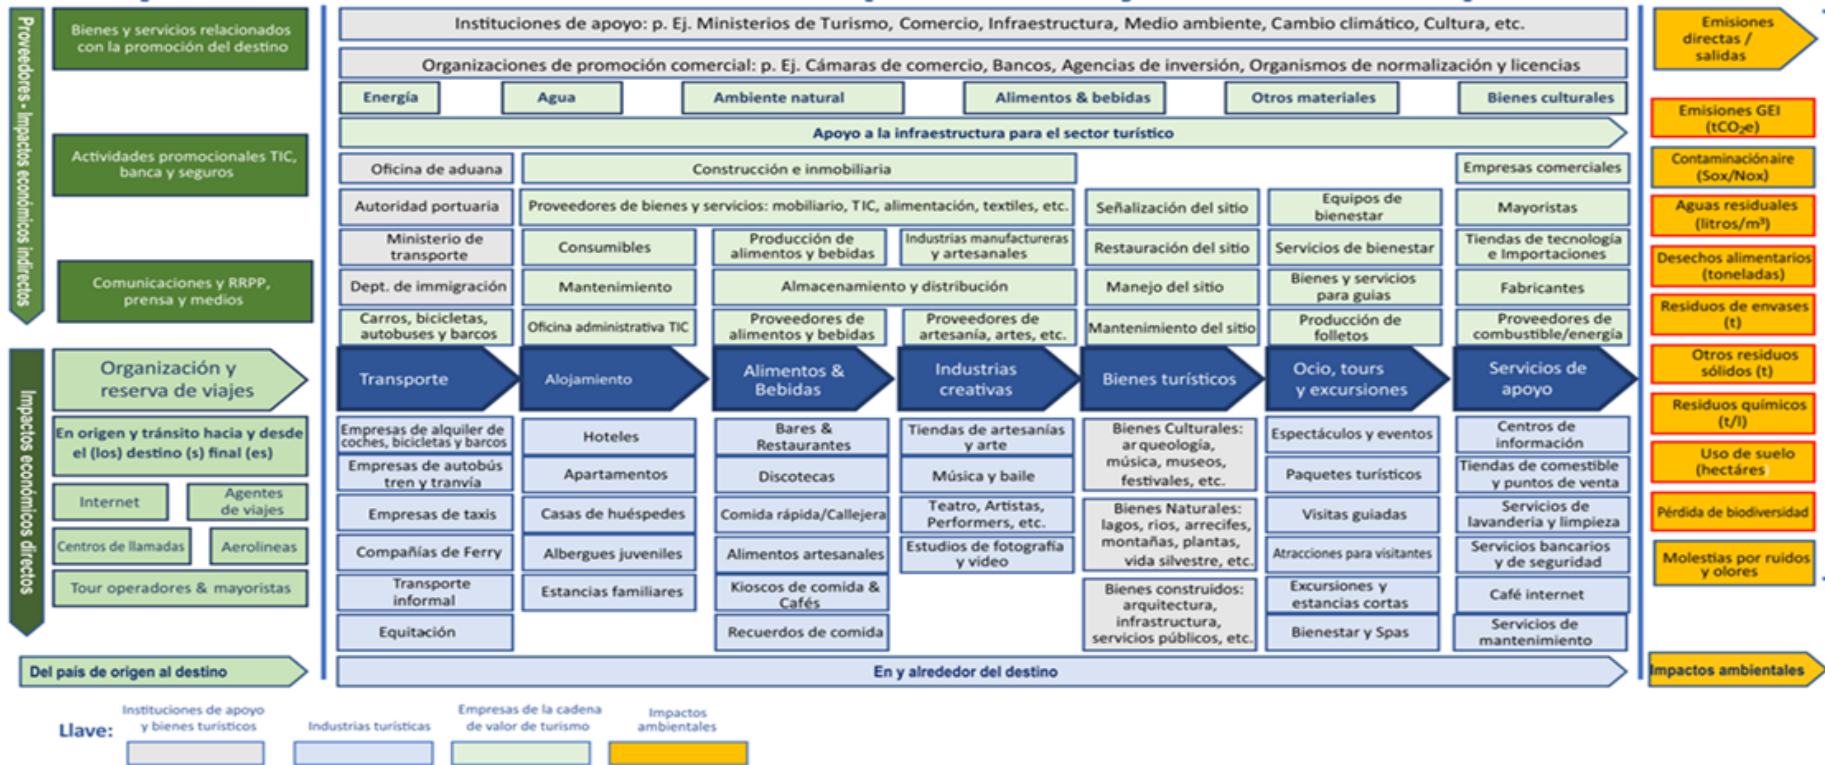 Proveedores - Impactos económicos indirectos
Bienes y servicios relacionados
con la promoción del destino
Actividades promocionales TIC,
banca y seguros
Comunicaciones y RRPP,
prensa y medios
Impactos económicos directos
Organización y
reserva de viajes
En origen y tránsito hacia y desde
el (los) destino (s) final (es)
Internet
Agentes
de viajes
Centros de llamadas
Aerolineas
Tour operadores & mayoristas
Del país de origen al destino
Instituciones de apoyo: p. Ej. Ministerios de Turismo, Comercio, Infraestructura, Medio ambiente, Cambio climático, Cultura, etc.
Organizaciones de promoción comercial: p. Ej. Cámaras de comercio, Bancos, Agencias de inversión, Organismos de normalización y licencias
Energía
Agua
Ambiente natural
Alimentos & bebidas
Otros materiales
Bienes culturales
Apoyo a la infraestructura para el sector turístico
Oficina de aduana
Construcción e inmobiliaria
Empresas comerciales
Autoridad portuaria
Proveedores de bienes y servicios: mobiliario, TIC, alimentación, textiles, etc.
Señalización del sitio
Equipos de
bienestar
Mayoristas
Ministerio de
transporte
Consumibles
Producción de
alimentos y bebidas
Industrias manufactureras
y artesanales
Restauración del sitio
Servicios de bienestar
Tiendas de tecnología
e Importaciones
Dept. de immigración
Mantenimiento
Almacenamiento y distribución
Manejo del sitio
Bienes y servicios
para guias
Fabricantes
Carros, bicicletas,
autobuses y barcos
Oficina administrativa TIC
Proveedores de
alimentos y bebidas
Proveedores de
artesanía, artes, etc.
Mantenimiento del sitio
Producción de
folletos
Proveedores de
combustible/energía
Transporte
Alojamiento
Alimentos &
Bebidas
Industrias
creativas
Bienes turísticos
Ocio, tours
y excursiones
Servicios de
apoyo
Empresas de alquiler de
coches, bicicletas y barcos
Empresas de autobús
tren y tranvía
Empresas de taxis
Compañías de Ferry
Transporte
informal
Equitación
Hoteles
Apartamentos
Casas de huéspedes
Albergues juveniles
Estancias familiares
Bares &
Restaurantes
Discotecas
Comida rápida/Callejera
Alimentos artesanales
Kioscos de comida &
Cafés
Recuerdos de comida
Tiendas de artesanías
y arte
Música y baile
Teatro, Artistas,
Performers, etc.
Estudios de fotografía
y video
Bienes Culturales:
arqueología,
música, museos,
festivales, etc.
Bienes Naturales:
lagos, rios, arrecifes,
montañas, plantas,
vida silvestre, etc.
Bienes construidos:
arquitectura,
infrastructura,
servicios públicos, etc.
Espectáculos y eventos
Paquetes turísticos
Visitas guiadas
Atracciones para visitantes
Excursiones y
estancias cortas
Bienestar y Spas
Centros de
información
Tiendas de comestible
y puntos de venta
Servicios de
lavanderia y limpieza
Servicios bancarios
y de seguridad
Café internet
Servicios de
mantenimiento
En y alrededor del destino
Emisiones
directas /
salidas
Emisiones GEI
(tCO₂e)
Contaminación aire
(Sox/Nox)
Aguas residuales
(litros/m³)
Desechos alimentarios
(toneladas)
Residuos de envases
(t)
Otros residuos
sólidos (t)
Residuos químicos
(t/l)
Uso de suelo
(hectáres)
Pérdida de biodiversidad
Molestias por ruidos
y olores
Impactos ambientales
Llave:
Instituciones de apoyo
y bienes turísticos
Industrias turísticas
Empresas de la cadena
de valor de turismo
Impactos
ambientales